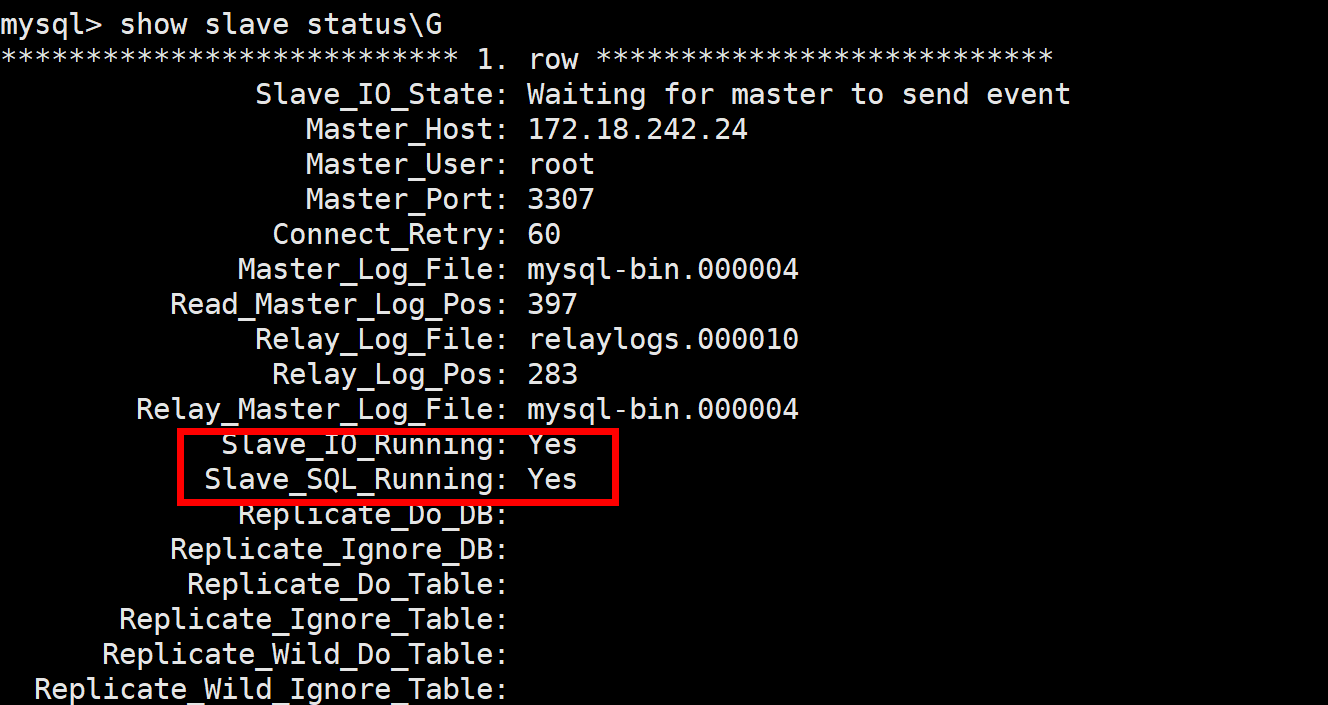 mysql> show slave status\G
*************************** 1. row ***************************
Slave_IO_State: Waiting for master to send event
Master_Host: 172.18.242.24
Master_User: root
Master_Port: 3307
Connect_Retry: 60
Master_Log_File: mysql-bin.000004
Read_Master_Log_Pos: 397
Relay_Log_File: relaylogs.000010
Relay_Log_Pos: 283
Relay_Master_Log_File: mysql-bin.000004
Slave_IO_Running: Yes
Slave_SQL_Running: Yes
Replicate_Do_DB:
Replicate_Ignore_DB:
Replicate_Do_Table:
Replicate_Ignore_Table:
Replicate_Wild_Do_Table:
Replicate_Wild_Ignore_Table: